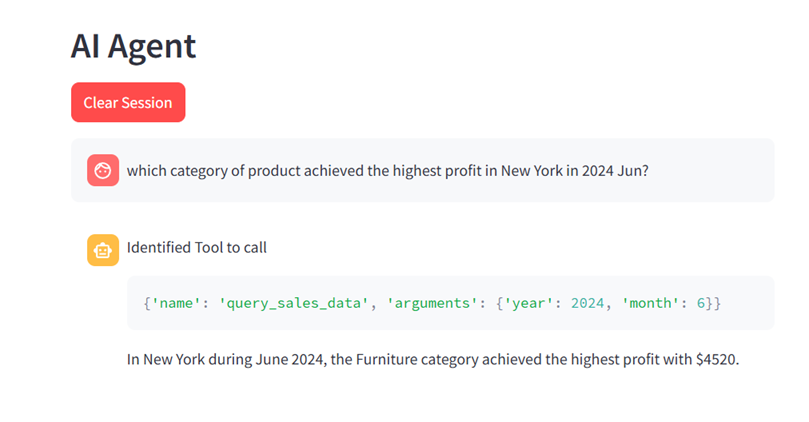 AI Agent
Clear Session
which category of product achieved the highest profit in New York in 2024 Jun?
Identified Tool to call
{'name': 'query_sales_data', 'arguments': {'year': 2024, 'month': 6}}
In New York during June 2024, the Furniture category achieved the highest profit with $4520.